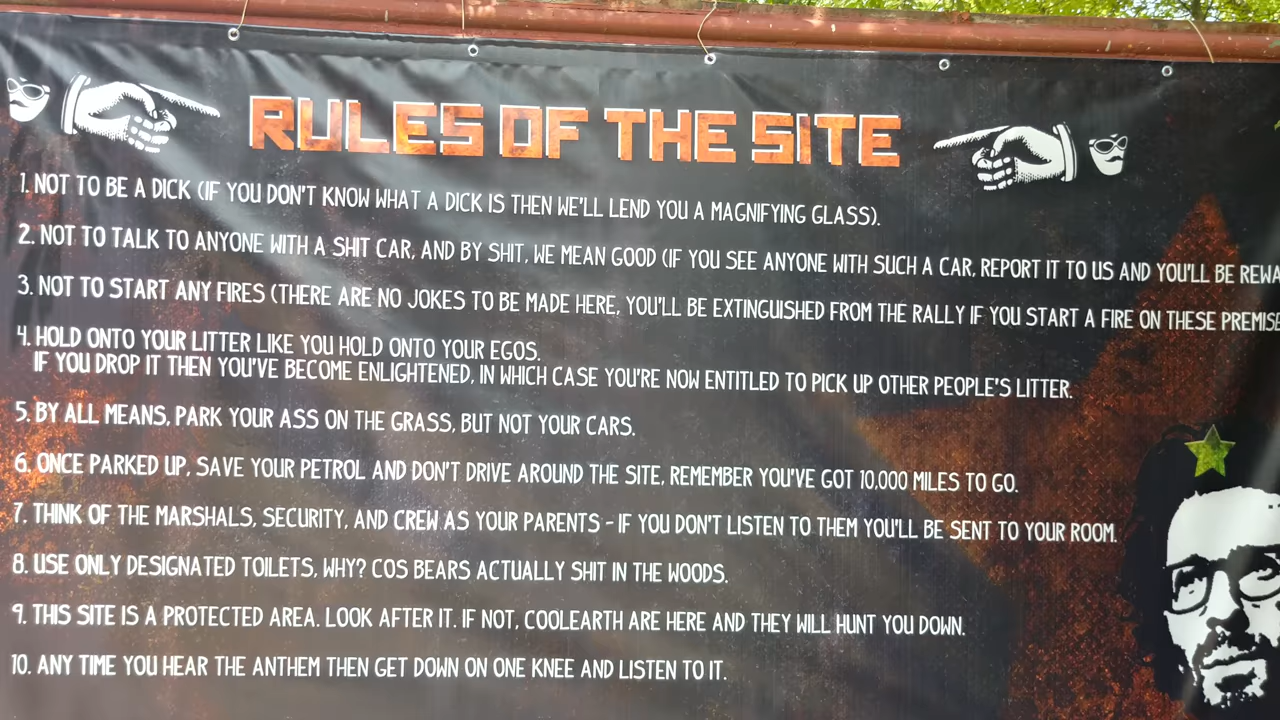 RULES OF THE SITE
1. NOT TO BE A DICK (IF YOU DON'T KNOW WHAT A DICK IS THEN WE'LL LEND YOU A MAGNIFYING GLASS).
2. NOT TO TALK TO ANYONE WITH A SHIT CAR, AND BY SHIT, WE MEAN GOOD (IF YOU SEE ANYONE WITH SUCH A CAR, REPORT IT TO US AND YOU'LL BE
3. NOT TO START ANY FIRES (THERE ARE NO JOKES TO BE MADE HERE, YOU'LL BE EXTINGUISHED FROM THE RALLY IF YOU START A FIRE ON THESE
4. HOLD ONTO YOUR LITTER LIKE YOU HOLD ONTO YOUR EGOS.
IF YOU DROP IT THEN YOU'VE BECOME ENLIGHTENED, IN WHICH CASE YOU'RE NOW ENTITLED TO PICK UP OTHER PEOPLE'S LITTER.
5. BY ALL MEANS, PARK YOUR ASS ON THE GRASS, BUT NOT YOUR CARS.
6. ONCE PARKED UP, SAVE YOUR PETROL AND DON'T DRIVE AROUND THE SITE, REMEMBER YOU'VE GOT 10,000 MILES TO GO.
7. THINK OF THE MARSHALS, SECURITY, AND CREW AS YOUR PARENTS - IF YOU DON'T LISTEN TO THEM YOU'LL BE SENT TO YOUR ROOM.
8. USE ONLY DESIGNATED TOILETS, WHY? COS BEARS ACTUALLY SHIT IN THE WOODS.
9. THIS SITE IS A PROTECTED AREA. LOOK AFTER IT. IF NOT, COOLEARTH ARE HERE AND THEY WILL HUNT YOU DOWN.
10. ANY TIME YOU HEAR THE ANTHEM THEN GET DOWN ON ONE KNEE AND LISTEN TO IT.